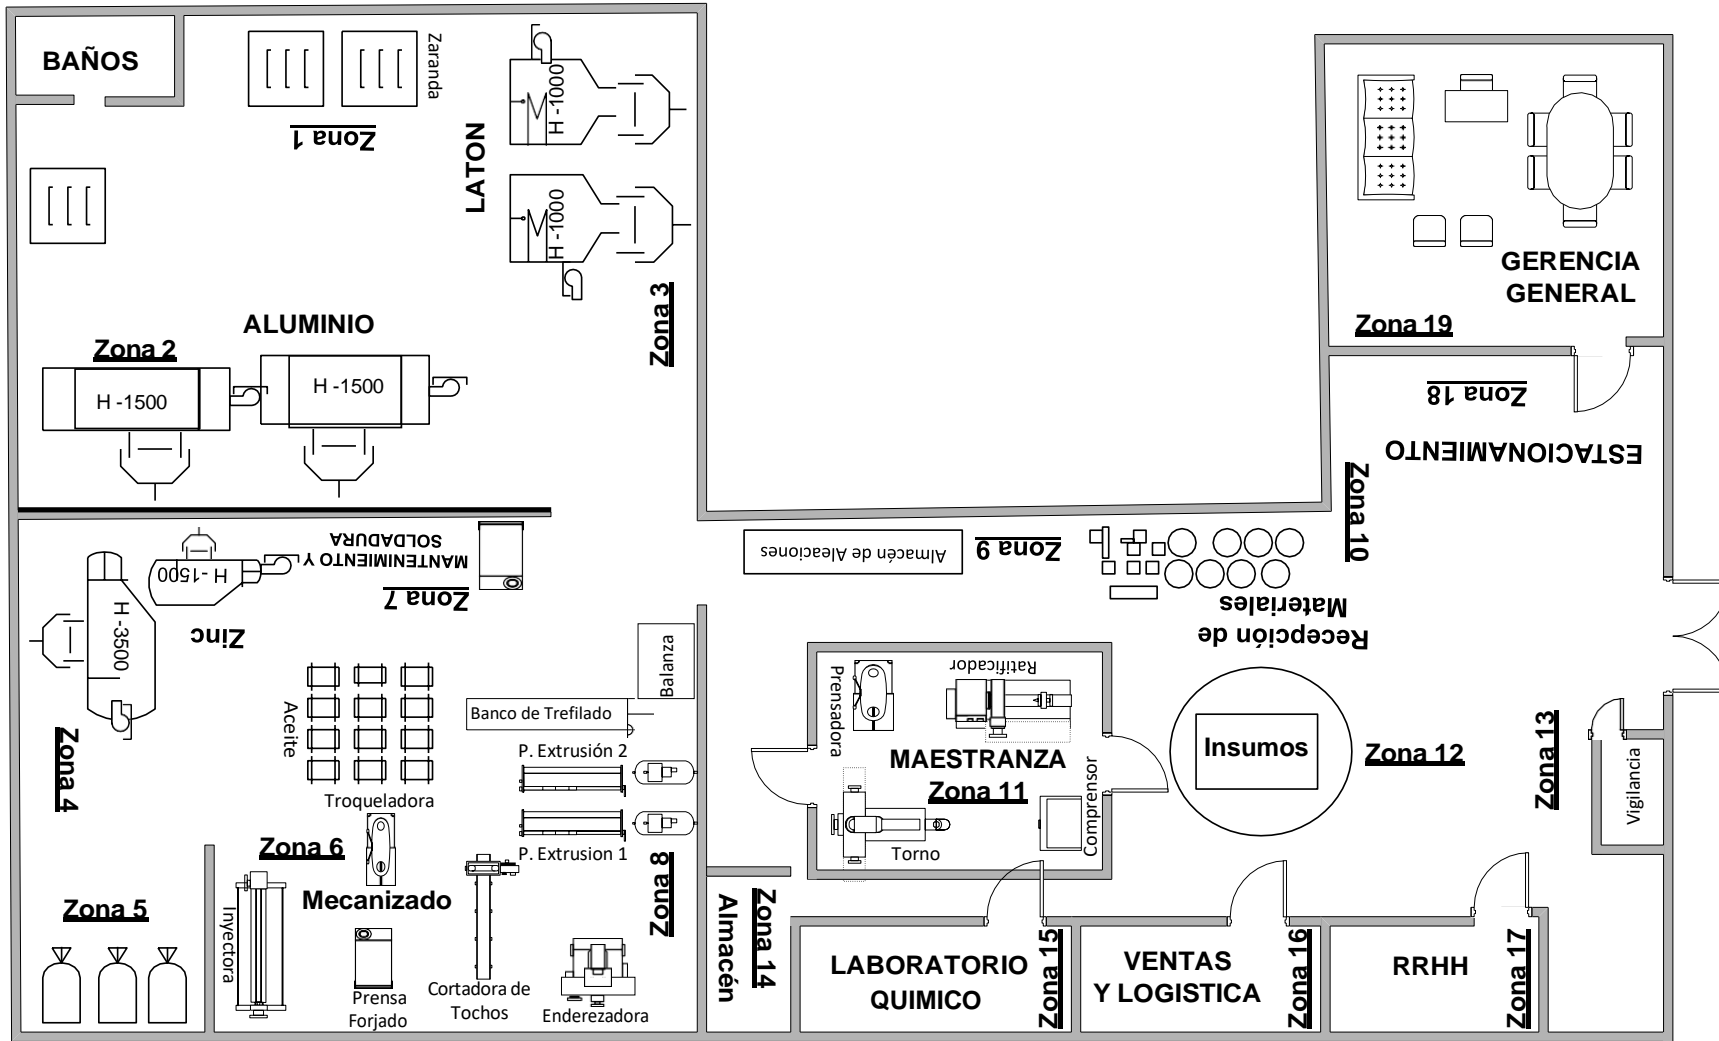 BAÑOS
Zaranda
Zona 1
LATON
H -1000
H -1000
Zona 3
ALUMINIO
Zona 2
H -1500
H -1500
GERENCIA
GENERAL
Zona 19
Zona 18
ESTACIONAMIENTO
Zona 10
MANTENIMIENTO Y
SOLDADURA
Zona 7
H -1500
H -3500
Zinc
Zona 4
Almacén de Aleaciones
Zona 9
Recepción de
Materiales
Balanza
Banco de Trefilado
Aceite
P. Extrusión 2
P. Extrusion 1
Troqueladora
Zona 6
Mecanizado
Zona 8
Zona 5
Inyectora
Prensa
Forjado
Cortadora de
Tochos
Enderezadora
Prensadora
Ratificador
MAESTRANZA
Zona 11
Torno
Comprensor
Insumos
Zona 12
Zona 13
Vigilancia
Almacén
Zona 14
LABORATORIO
QUIMICO
Zona 15
VENTAS
Y LOGISTICA
Zona 16
RRHH
Zona 17